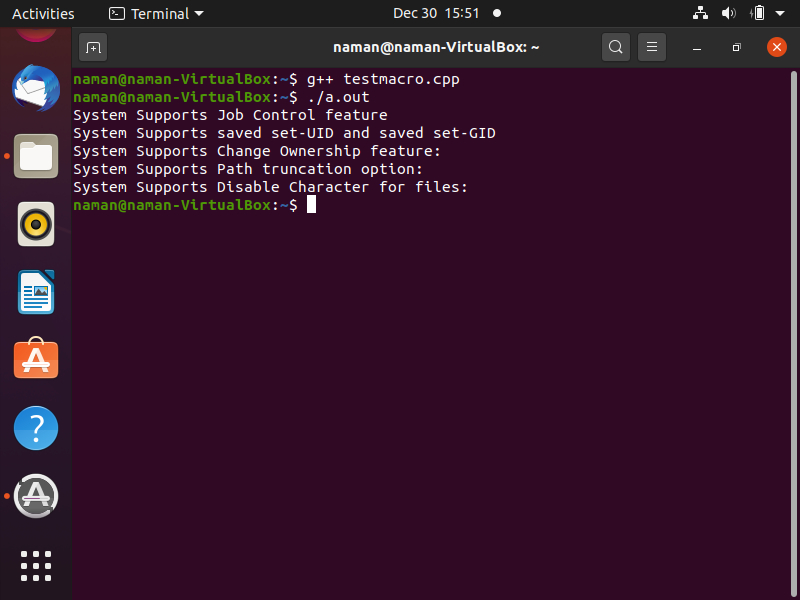 Activities
Terminal
Dec 30 15:51
naman@naman-VirtualBox: ~
naman@naman-VirtualBox:~$ g++ testmacro.cpp
naman@naman-VirtualBox:~$ ./a.out
System Supports Job Control feature
System Supports saved set-UID and saved set-GID
System Supports Change Ownership feature:
System Supports Path truncation option:
System Supports Disable Character for files:
naman@naman-VirtualBox:~$